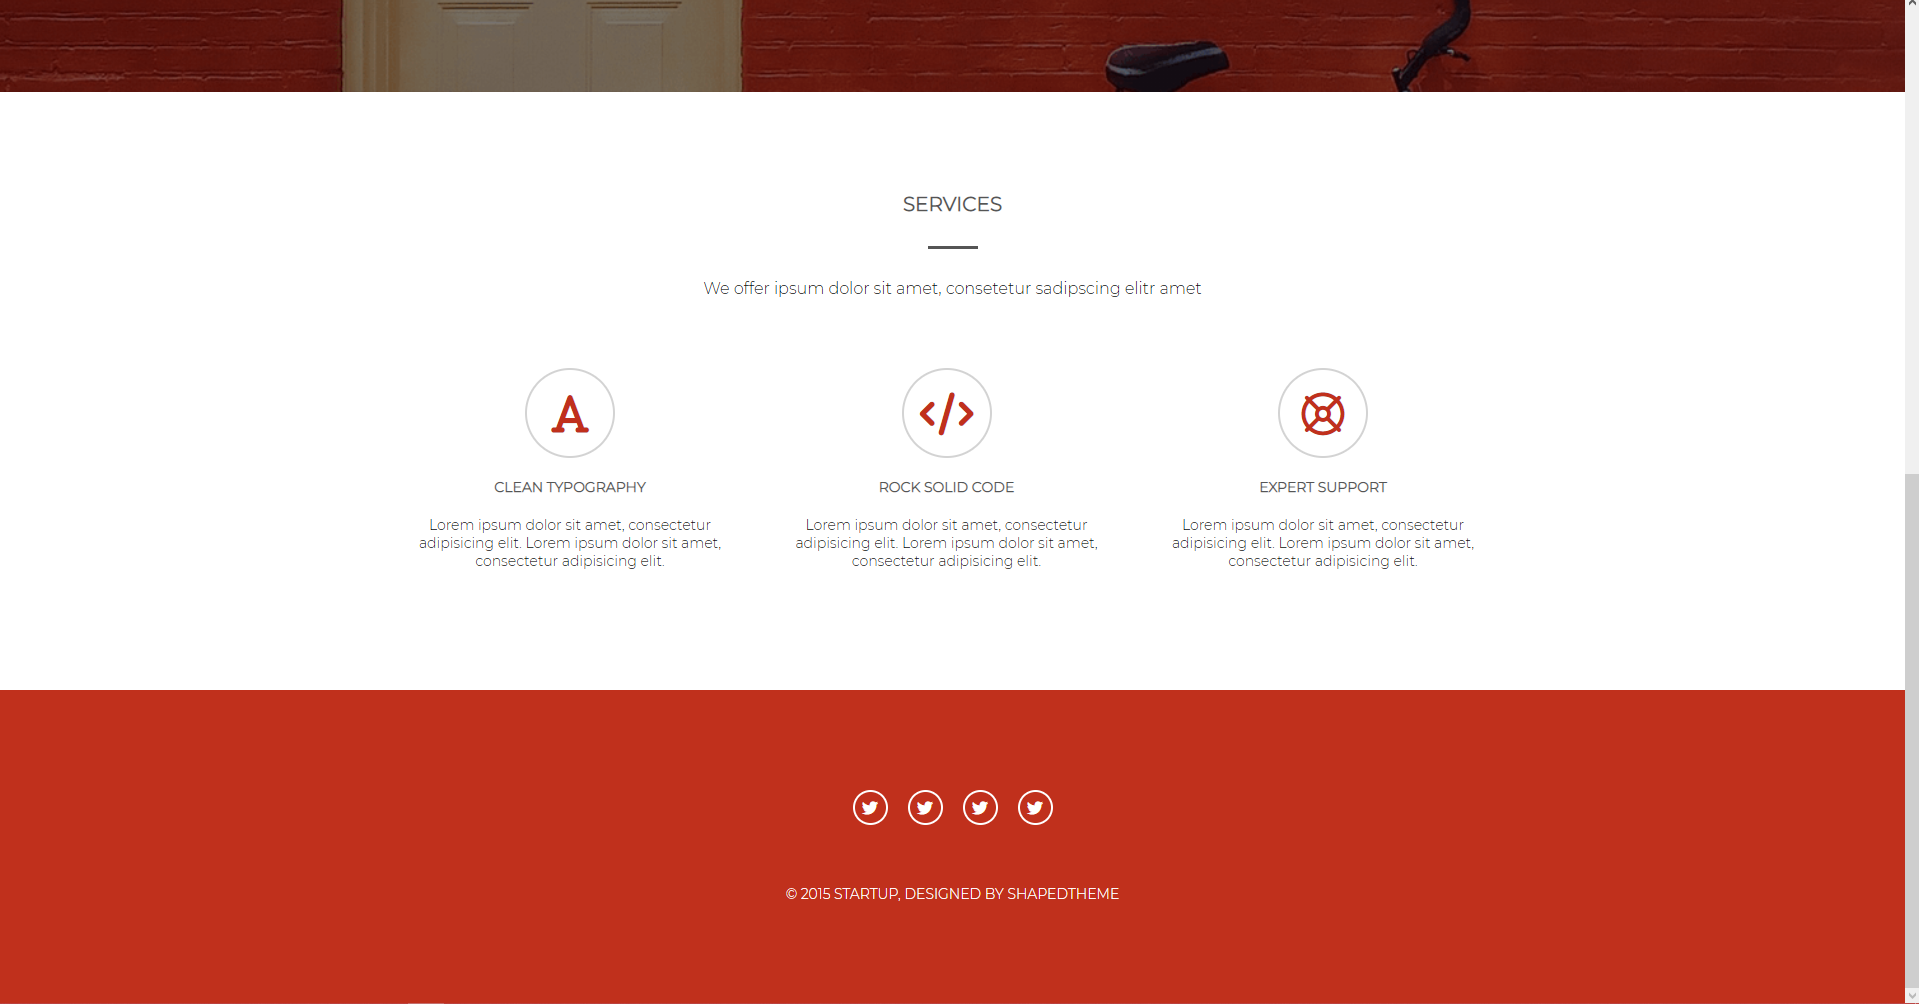 SERVICES
We offer ipsum dolor sit amet, consetetur sadipscing elitr amet
CLEAN TYPOGRAPHY
Lorem ipsum dolor sit amet, consectetur
adipisicing elit. Lorem ipsum dolor sit amet,
consectetur adipisicing elit.
ROCK SOLID CODE
Lorem ipsum dolor sit amet, consectetur
adipisicing elit. Lorem ipsum dolor sit amet,
consectetur adipisicing elit.
EXPERT SUPPORT
Lorem ipsum dolor sit amet, consectetur
adipisicing elit. Lorem ipsum dolor sit amet,
consectetur adipisicing elit.
© 2015 STARTUP, DESIGNED BY SHAPEDTHEME